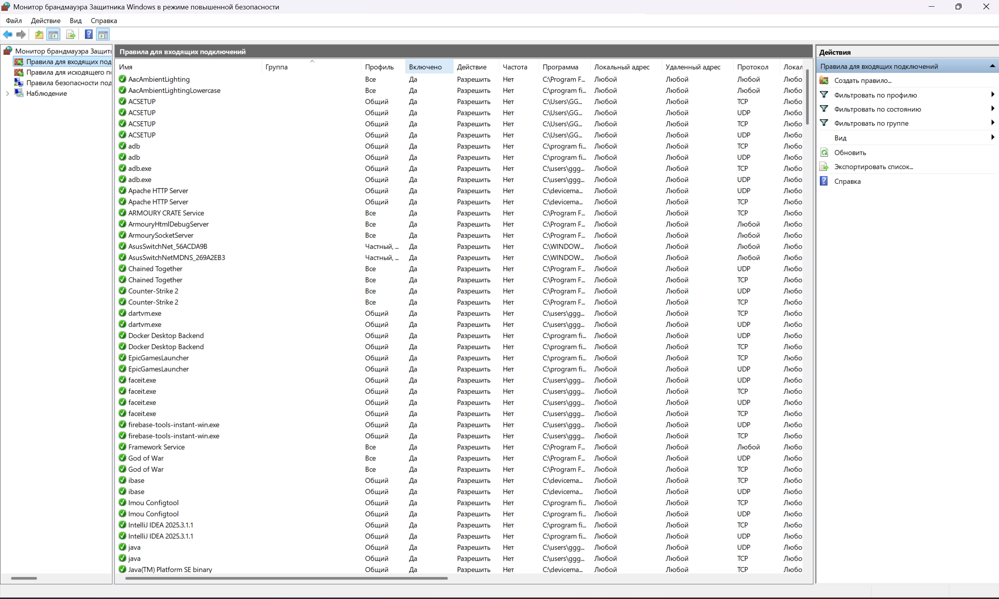 Монитор брандмауэра Защитника Windows в режиме повышенной безопасности
Файл Действие Вид Справка
Монитор брандмауэра Защит
Правила для входящих под
Правила для исходящего п
Правила безопасности под
Наблюдение
Правила для входящих подключений
Имя Группа Профиль Включено Действие Частота Программа Локальный адрес Удаленный адрес Протокол Локал
AacAmbientLighting Все Да Разрешить Нет C:\Program F... Любой Любой Любой Любо
AacAmbientLightingLowercase Все Да Разрешить Нет C:\program fi... Любой Любой Любой Любо
ACSETUP Общий Да Разрешить Нет C:\Users\GG... Любой Любой TCP Любо
ACSETUP Общий Да Разрешить Нет C:\Users\GG... Любой Любой UDP Любо
ACSETUP Общий Да Разрешить Нет C:\Users\GG... Любой Любой TCP Любо
ACSETUP Общий Да Разрешить Нет C:\Users\GG... Любой Любой UDP Любо
adb Общий Да Разрешить Нет C:\program fi... Любой Любой TCP Любо
adb Общий Да Разрешить Нет C:\program fi... Любой Любой UDP Любо
adb.exe Общий Да Разрешить Нет C:\users\ggg... Любой Любой TCP Любо
adb.exe Общий Да Разрешить Нет C:\users\ggg... Любой Любой UDP Любо
Apache HTTP Server Общий Да Разрешить Нет C:\devicema... Любой Любой UDP Любо
Apache HTTP Server Общий Да Разрешить Нет C:\devicema... Любой Любой TCP Любо
ARMOURY CRATE Service Все Да Разрешить Нет C:\Program F... Любой Любой TCP Любо
ArmouryHtmlDebugServer Все Да Разрешить Нет C:\Program F... Любой Любой Любой Любо
ArmourySocketServer Все Да Разрешить Нет C:\Program F... Любой Любой Любой Любо
AsusSwitchNet_56ACDA9B Частный, ... Да Разрешить Нет C:\WINDOW... Любой Любой Любой Любо
AsusSwitchNetMDNS_269A2EB3 Частный, ... Да Разрешить Нет C:\WINDOW... Любой Любой Любой Любо
Chained Together Все Да Разрешить Нет C:\Program F... Любой Любой UDP Любо
Chained Together Все Да Разрешить Нет C:\Program F... Любой Любой TCP Любо
Counter-Strike 2 Все Да Разрешить Нет C:\Program F... Любой Любой UDP Любо
Counter-Strike 2 Все Да Разрешить Нет C:\Program F... Любой Любой TCP Любо
dartvm.exe Общий Да Разрешить Нет C:\users\ggg... Любой Любой TCP Любо
dartvm.exe Общий Да Разрешить Нет C:\users\ggg... Любой Любой UDP Любо
Docker Desktop Backend Общий Да Разрешить Нет C:\program fi... Любой Любой UDP Любо
Docker Desktop Backend Общий Да Разрешить Нет C:\program fi... Любой Любой TCP Любо
EpicGamesLauncher Общий Да Разрешить Нет C:\program fi... Любой Любой TCP Любо
EpicGamesLauncher Общий Да Разрешить Нет C:\program fi... Любой Любой UDP Любо
faceit.exe Общий Да Разрешить Нет C:\users\ggg... Любой Любой UDP Любо
faceit.exe Общий Да Разрешить Нет C:\users\ggg... Любой Любой TCP Любо
faceit.exe Общий Да Разрешить Нет C:\users\ggg... Любой Любой UDP Любо
faceit.exe Общий Да Разрешить Нет C:\users\ggg... Любой Любой TCP Любо
firebase-tools-instant-win.exe Общий Да Разрешить Нет C:\users\ggg... Любой Любой UDP Любо
firebase-tools-instant-win.exe Общий Да Разрешить Нет C:\users\ggg... Любой Любой TCP Любо
Framework Service Все Да Разрешить Нет C:\Program F... Любой Любой Любой Любо
God of War Все Да Разрешить Нет C:\Program F... Любой Любой UDP Любо
God of War Все Да Разрешить Нет C:\Program F... Любой Любой TCP Любо
ibase Общий Да Разрешить Нет C:\devicema... Любой Любой TCP Любо
ibase Общий Да Разрешить Нет C:\devicema... Любой Любой UDP Любо
Imou Configtool Общий Да Разрешить Нет C:\program fi... Любой Любой TCP Любо
Imou Configtool Общий Да Разрешить Нет C:\program fi... Любой Любой UDP Любо
IntelliJ IDEA 2025.3.1.1 Общий Да Разрешить Нет C:\program fi... Любой Любой TCP Любо
IntelliJ IDEA 2025.3.1.1 Общий Да Разрешить Нет C:\program fi... Любой Любой UDP Любо
java Общий Да Разрешить Нет C:\users\ggg... Любой Любой UDP Любо
java Общий Да Разрешить Нет C:\users\ggg... Любой Любой TCP Любо
Java(TM) Platform SE binary Общий Да Разрешить Нет C:\devicema... Любой Любой TCP Любо
Действия
Правила для входящих подключений
Создать правило...
Фильтровать по профилю
Фильтровать по состоянию
Фильтровать по группе
Вид
Обновить
Экспортировать список...
Справка